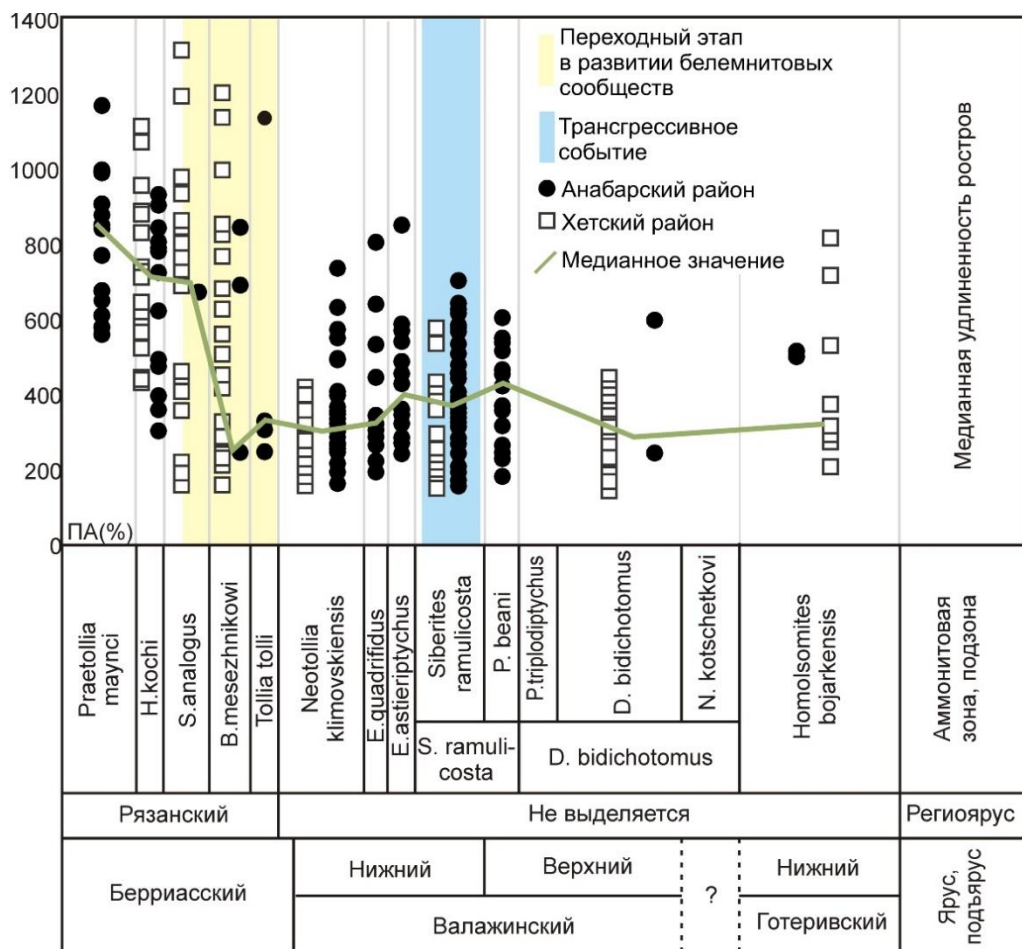 1400
1200
1000
800
600
400
200
0
ПА(%)
Переходный этап
в развитии белемнитовых
сообществ
Трансгрессивное
событие
Анабарский район
Хетский район
Медианное значение
Медианная удлиненность ростров
Praetollia
maynci
H.kochi
S.analogus
B.mesezhnikowi
Tollia tolli
Neotollia
klimovskiensis
E.quadrifidus
E.astieriptychus
Siberites
ramulicosta
P. beani
P.triplodiptychus
D. bidichotomus
N. kotschetkovi
Homolsomites
bojarkensis
Аммонитовая
зона, подзона
S. ramuli-
costa
D. bidichotomus
Рязанский
Не выделяется
Региоярус
Берриасский
Нижний
Верхний
?
Нижний
Валажинский
Готеривский
Ярус,
подъярус